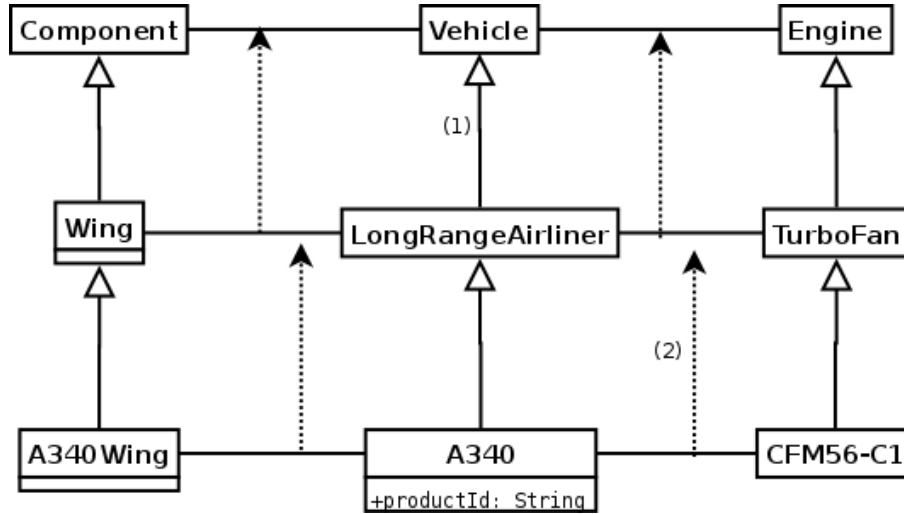 Component
Vehicle
Engine
(1)
Wing
LongRangeAirliner
TurboFan
(2)
A340Wing
A340
CFM56-C1
+productId: String